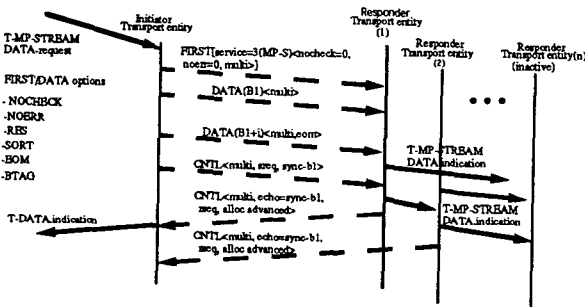 Initiator
Transport entity
Responder
Transport entity
(1)
Responder
Transport entity
(2)
Responder
Transport entity(n)
(inactive)
T-MP-STREAM
DATA-request
FIRST/DATA options
- NOCHECK
- NOERR
-RES
-SORT
-BOM
-BTAG
T-DATA.indication
FIRST[service=3(MP-S)<nocheck=0,
noerr=0, multi>}
DATA(B1)<multi>
DATA(B1+i)<multi,eom>
CNTL<multi, sreq, sync-b1>
CNTL<multi, echo=sync-b1,
rseq, alloc advanced>
CNTL<multi, echo=sync-b1,
rseq, alloc advanced>
T-MP-STREAM
DATA.indication
T-MP-STREAM
DATA.indication